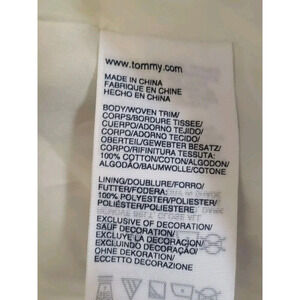 www.tommy.com
MADE IN CHINA
FABRIQUE EN CHINE
HECHO EN CHINA
BODY/WOVEN TRIM/
CORPS/BORDURE TISSEE/
CUERPO/ADORNO TEJIDO/
CORPO/ADORNO TECIDO/
OBERTEIL/GEWEBER BESATZ/
CORPO/RIFINITURA TESSUTA:
100% COTTON/COTON/ALGODON/
ALGODÃO/BAUMWOLLE/COTONE
LINING/DOUBLURE/FORRO/
FUTTER/FODERA:
100% POLYESTER/POLYESTER/
POLIÉSTER/POLIESTERE
EXCLUSIVE OF DECORATION/
SAUF DECORATION/
EXCLUYE LA DECORACION/
EXCLUINDO DECORAÇÃO/
OHNE DEKORATION/
ECCETTO DECORAZIONE